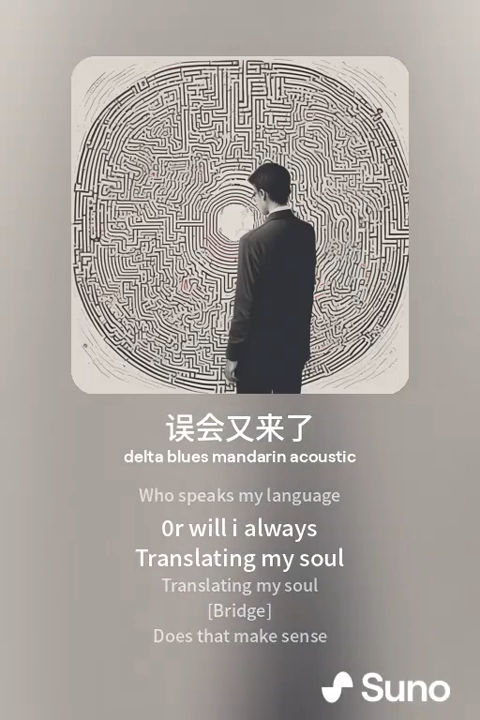 误会又来了
delta blues mandarin acoustic
Who speaks my language
0r will i always
Translating my soul
Translating my soul
[Bridge]
Does that make sense
Suno